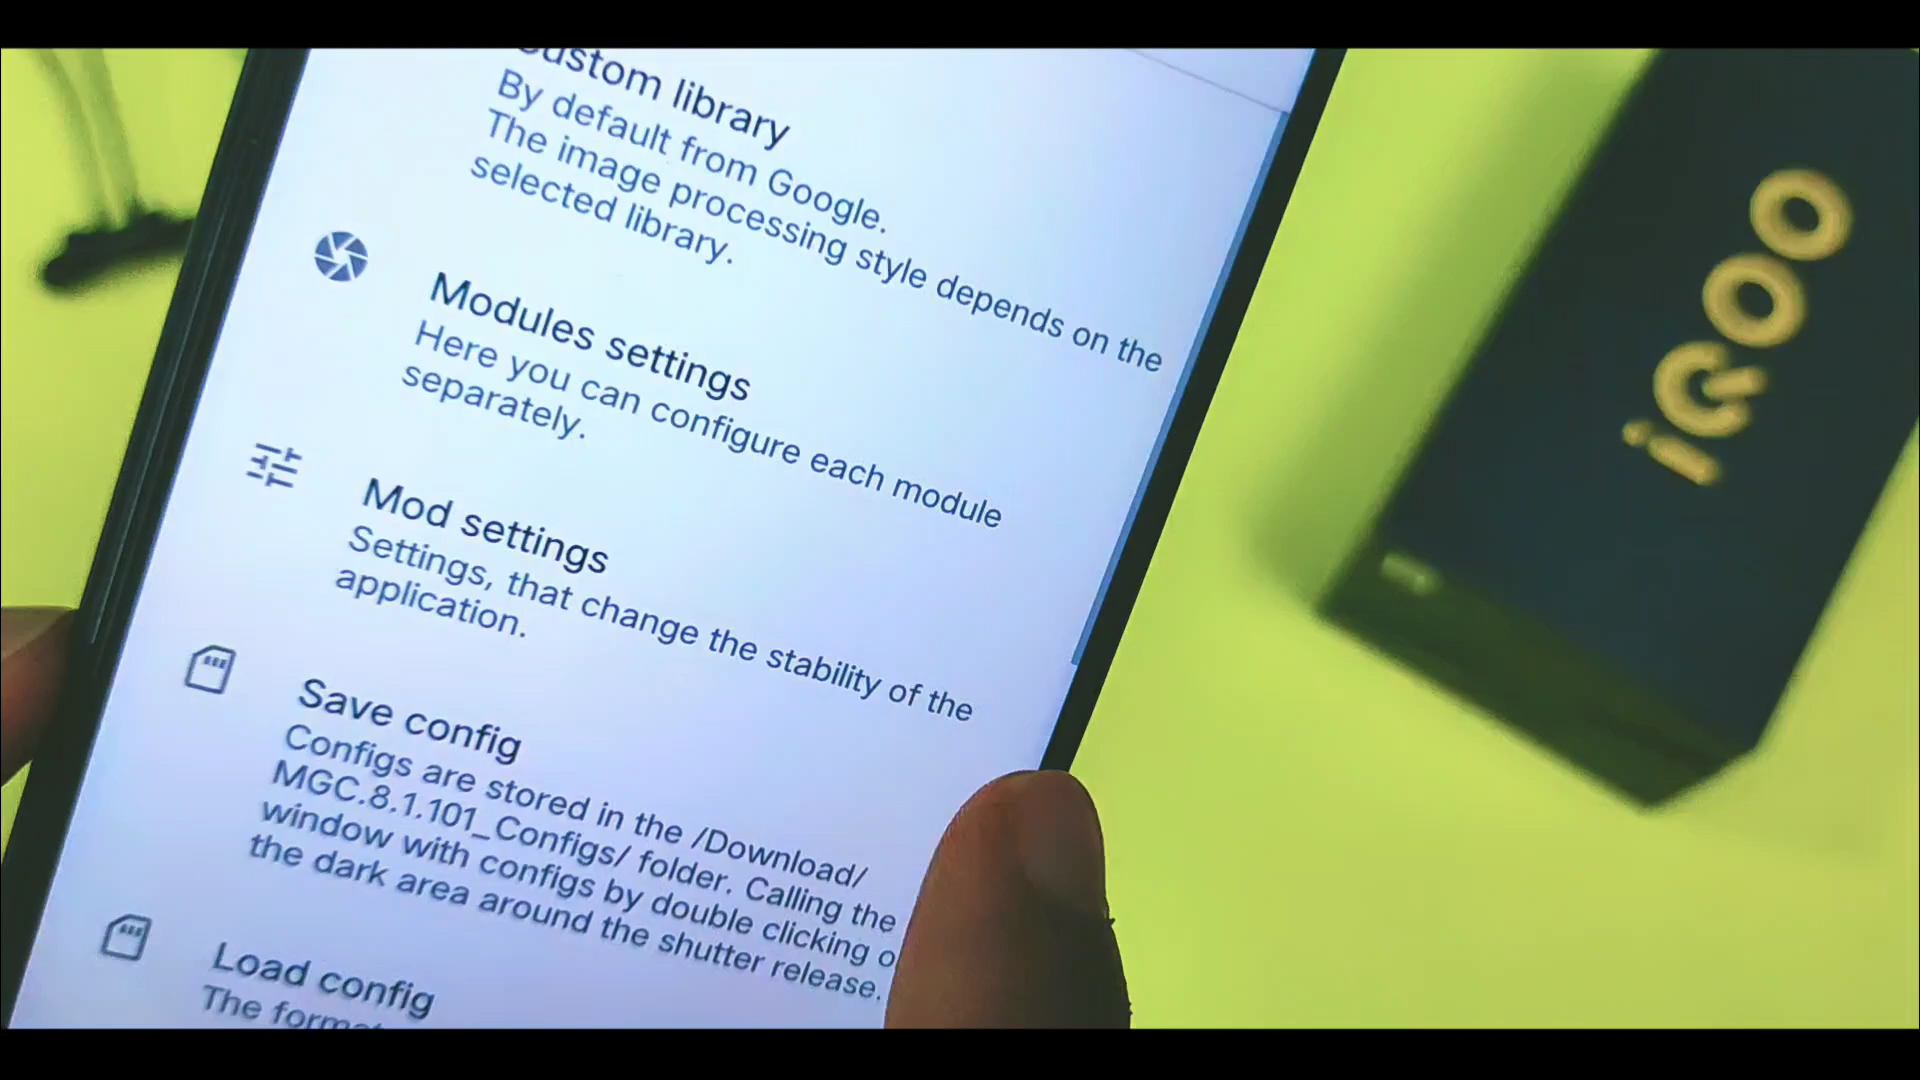 Custom library
By default from Google.
The image processing style depends on the
selected library.
Modules settings
Here you can configure each module
separately.
Mod settings
Settings, that change the stability of the
application.
Save config
Configs are stored in the /Download/
MGC.8.1.101_Configs/ folder. Calling the
window with configs by double clicking o
the dark area around the shutter release.
Load config
The
iQOO